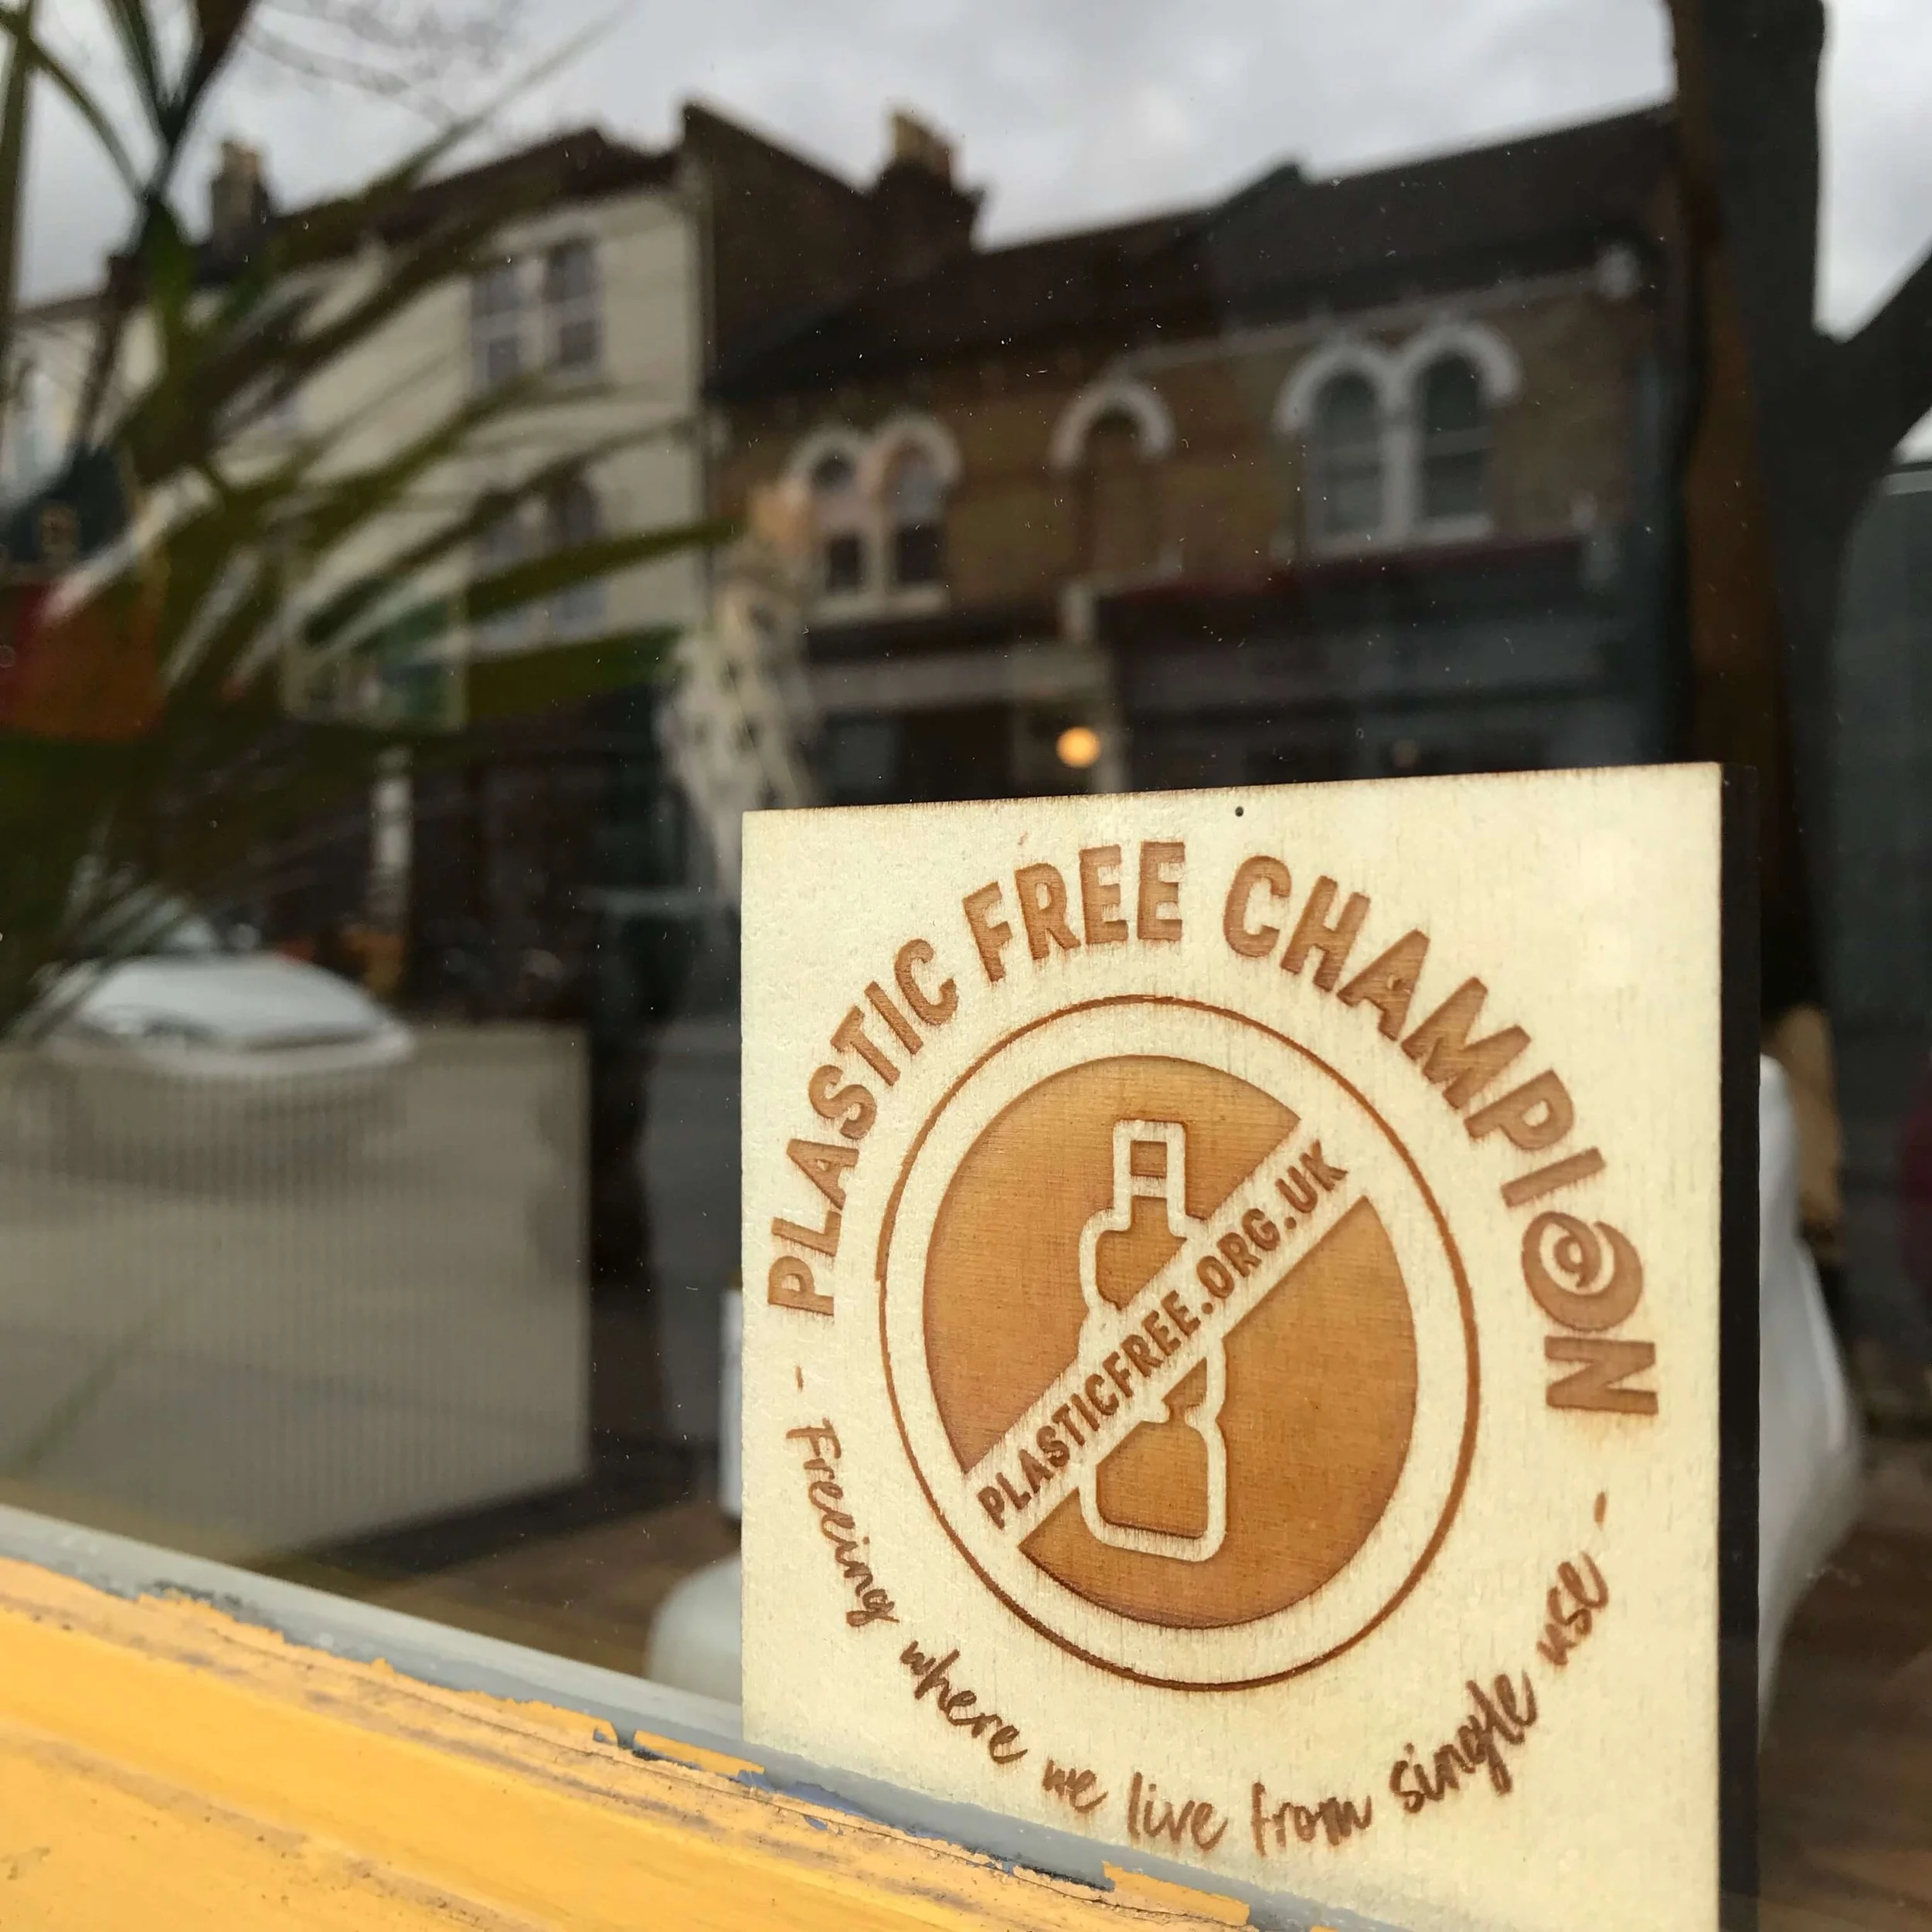 PLASTIC FREE CHAMPION
PLASTICFREE.ORG.UK
- Freeing where we live from single use -